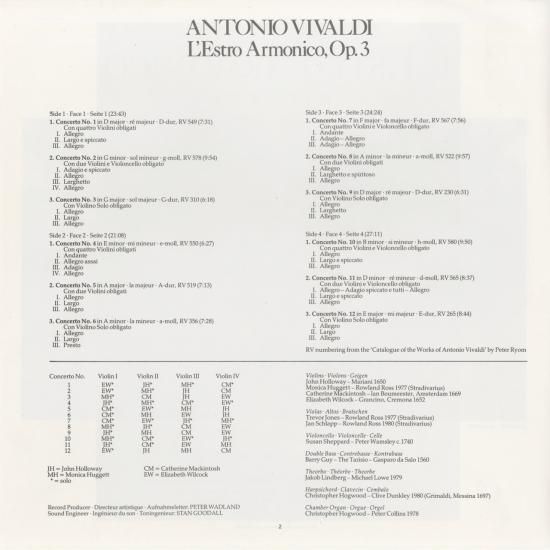 ANTONIO VIVALDI
L'Estro Armonico, Op. 3
Side 1 · Face 1 · Seite 1 (23:43)
1. Concerto No. 1 in D major · ré majeur · D-dur, RV 549 (7:31)
Con quattro Violini obligati
I. Allegro
II. Largo e spiccato
III. Allegro
2. Concerto No. 2 in G minor · sol mineur · g-moll, RV 578 (9:54)
Con due Violini e Violoncello obligato
I. Adagio e spiccato
II. Allegro
III. Larghetto
IV. Allegro
3. Concerto No. 3 in G major · sol majeur · G-dur, RV 310 (6:18)
Con Violino Solo obligato
I. Allegro
II. Largo
III. Allegro
Side 2 · Face 2 · Seite 2 (21:08)
1. Concerto No. 4 in E minor · mi mineur · e-moll, RV 550 (6:27)
Con quattro Violini obligati
I. Andante
II. Allegro assai
III. Adagio
IV. Allegro
2. Concerto No. 5 in A major · la majeur · A-dur, RV 519 (7:13)
Con due Violini obligati
I. Allegro
II. Largo
III. Allegro
3. Concerto No. 6 in A minor · la mineur · a-moll, RV 356 (7:28)
Con Violino Solo obligato
I. Allegro
II. Largo
III. Presto
Side 3 · Face 3 · Seite 3 (24:24)
1. Concerto No. 7 in F major · fa majeur · F-dur, RV 567 (7:56)
Con quattro Violini e Violoncello obligato
I. Andante
II. Adagio – Allegro
III. Adagio – Allegro
2. Concerto No. 8 in A minor · la mineur · a-moll, RV 522 (9:57)
Con due Violini obligati
I. Allegro
II. Larghetto e spiritoso
III. Allegro
3. Concerto No. 9 in D major · ré majeur · D-dur, RV 230 (6:31)
Con Violino Solo obligato
I. Allegro
II. Larghetto
III. Allegro
Side 4 · Face 4 · Seite 4 (27:11)
1. Concerto No. 10 in B minor · si mineur · h-moll, RV 580 (9:50)
Con quattro Violini e Violoncello obligato
I. Allegro
II. Largo e spiccato
III. Allegro
2. Concerto No. 11 in D minor · ré mineur · d-moll, RV 565 (8:37)
Con due Violini e Violoncello obligato
I. Allegro – Adagio spiccato e tutti – Allegro
II. Largo e spiccato
III. Allegro
3. Concerto No. 12 in E major · mi majeur · E-dur, RV 265 (8:44)
Con Violino Solo obligato
I. Allegro
II. Largo
III. Allegro
RV numbering from the 'Catalogue of the Works of Antonio Vivaldi' by Peter Ryom
Concerto No. Violin I Violin II Violin III Violin IV
1 EW* JH* MH* CM*
2 EW* MH* JH CM
3 MH* CM JH EW
4 JH* MH* CM* EW*
5 CM* EW* MH JH
6 CM* MH EW JH
7 CM* EW* JH* MH*
8 MH* JH* CM EW
9 JH* MH CM EW
10 MH* CM* EW* JH*
11 JH* CM* EW MH
12 EW* JH MH CM
JH = John Holloway CM = Catherine Mackintosh
MH = Monica Huggett EW = Elizabeth Wilcock
* = solo
Record Producer · Directeur artistique · Aufnahmeleiter: PETER WADLAND
Sound Engineer · Ingénieur du son · Toningenieur: STAN GOODALL
Violins · Violons · Geigen
John Holloway – Mariani 1650
Monica Huggett – Rowland Ross 1977 (Stradivarius)
Catherine Mackintosh – Ian Boumeester, Amsterdam 1669
Elizabeth Wilcock – Grancino, Cremona 1652
Violas · Altos · Bratschen
Trevor Jones – Rowland Ross 1977 (Stradivarius)
Jan Schlapp – Rowland Ross 1980 (Stradivarius)
Violoncello · Violoncelle · Celle
Susan Sheppard – Peter Wamsley c. 1740
Double Bass · Contrebasse · Kontrabass
Barry Guy – The Tarisio – Gasparo da Salo 1560
Theorbo · Théorbe · Theorbe
Jakob Lindberg – Michael Lowe 1979
Harpsichord · Clavecin · Cembalo
Christopher Hogwood – Clive Dunkley 1980 (Grimaldi, Messina 1697)
Chamber Organ · Orgue · Orgel
Christopher Hogwood – Peter Collins 1978
2